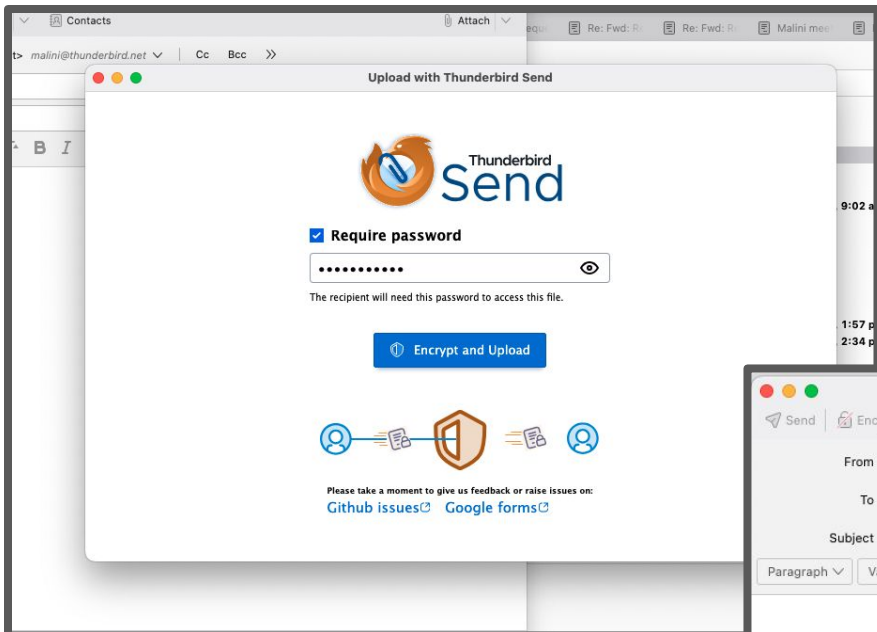 Contacts
Attach
Re: Fwd: R
Re: Fwd: R
Malini mee
malini@thunderbird.net Cc Bcc
Upload with Thunderbird Send
B I
Thunderbird
Send
9:02 a
Require password
•••••••••••
The recipient will need this password to access this file.
1:57 p
2:34 p
Encrypt and Upload
Send
Enc
From
To
Please take a moment to give us feedback or raise issues on:
Github issues Google forms
Subject
Paragraph